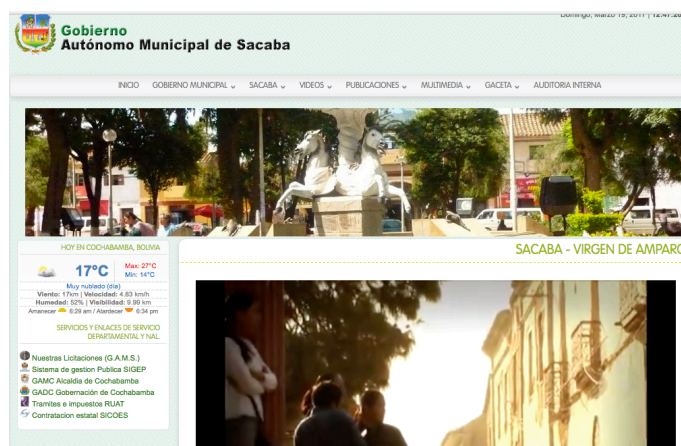 Domingo, Marzo 19, 2017 | 12:47:20
Gobierno
Autónomo Municipal de Sacaba
INICIO GOBIERNO MUNICIPAL SACABA VIDEOS PUBLICACIONES MULTIMEDIA GACETA AUDITORIA INTERNA
HOY EN COCHABAMBA, BOLIVIA
SACABA - VIRGEN DE AMPARO
17°C
Max: 27°C
Min: 14°C
Muy nublado (día)
Viento: 17km | Velocidad: 4.83 km/h
Humedad: 52% | Visibilidad: 9.99 km
Amanecer 6:29 am / Atardecer 6:34 pm
SERVICIOS Y ENLACES DE SERVICIO
DEPARTAMENTAL Y NAL.
Nuestras Licitaciones (G.A.M.S.)
Sistema de gestion Publica SIGEP
GAMC Alcaldia de Cochabamba
GADC Gobernación de Cochabamba
Tramites e impuestos RUAT
Contratacion estatal SICOES